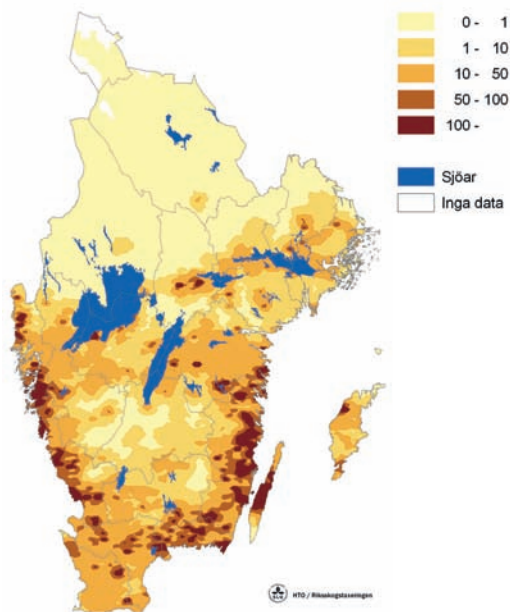 0 - 1
1 - 10
10 - 50
50 - 100
100 -
Sjöar
Inga data
HTO / Riksskogstaxeringen